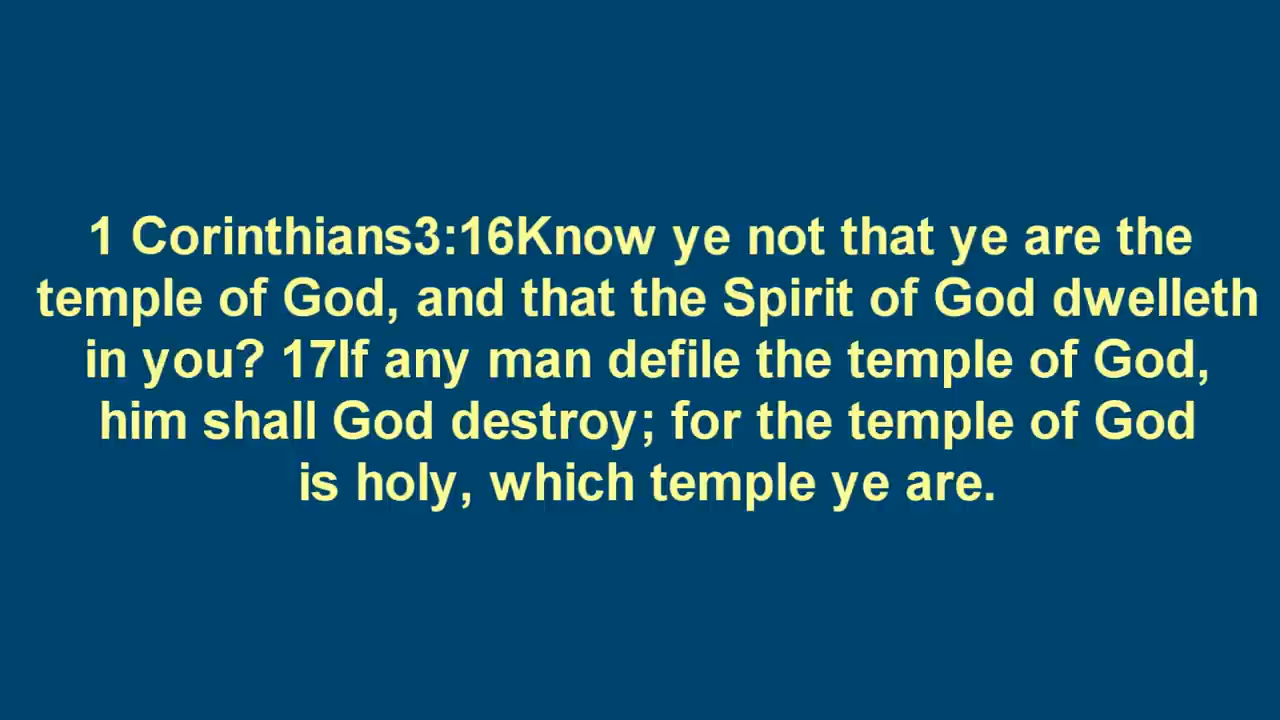 1 Corinthians3:16Know ye not that ye are the
temple of God, and that the Spirit of God dwelleth
in you? 17If any man defile the temple of God,
him shall God destroy; for the temple of God
is holy, which temple ye are.